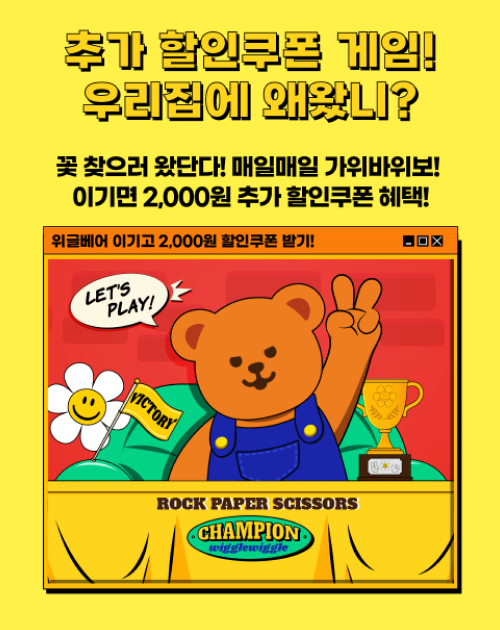 추가 할인쿠폰 게임!
우리집에 왜왔니?
꽃 찾으러 왔단다! 매일매일 가위바위보!
이기면 2,000원 추가 할인쿠폰 혜택!
위글베어 이기고 2,000원 할인쿠폰 받기!
LET'S
PLAY!
VICTORY
ROCK PAPER SCISSORS
CHAMPION
wigglewiggle